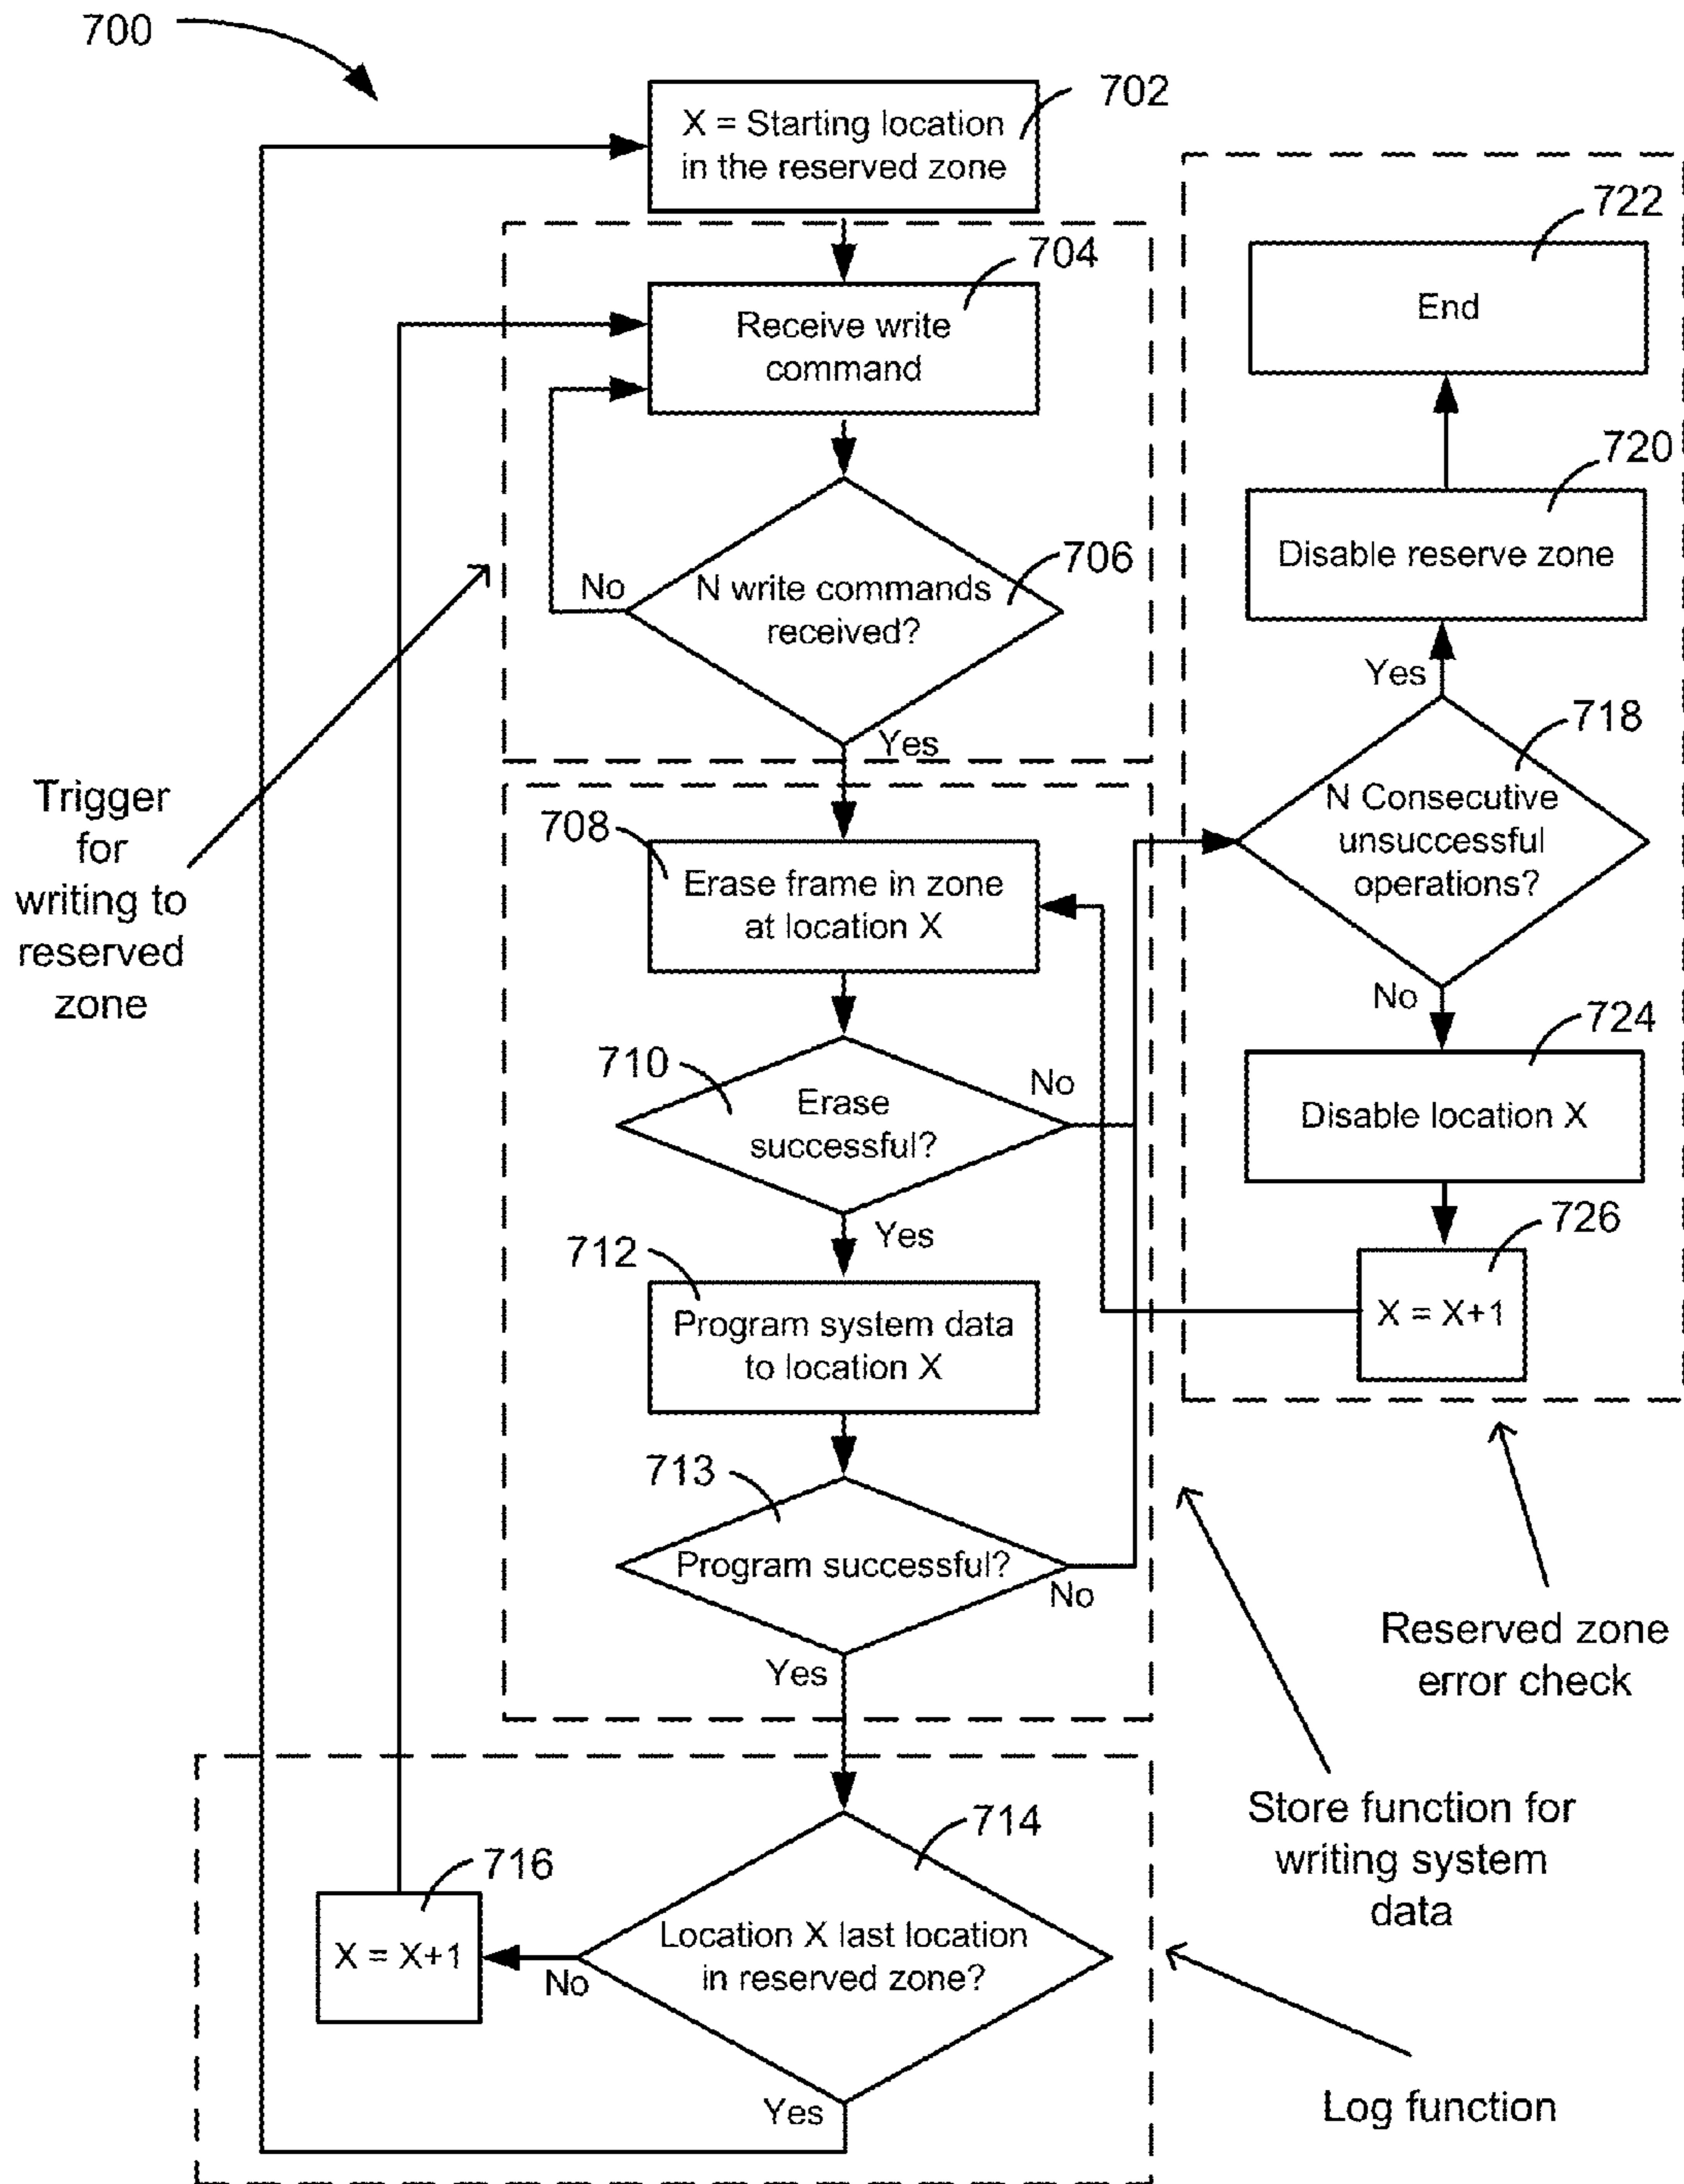 700
X = Starting location
in the reserved zone
702
704
Receive write
command
706
N write commands
received?
No
Yes
Trigger
for
writing to
reserved
zone
708
Erase frame in zone
at location X
710
Erase
successful?
No
Yes
712
Program system data
to location X
713
Program successful?
No
Yes
714
Location X last location
in reserved zone?
No
Yes
716
X = X+1
722
End
720
Disable reserve zone
Yes
718
N Consecutive
unsuccessful
operations?
No
724
Disable location X
726
X = X+1
Reserved zone
error check
Store function for
writing system
data
Log function